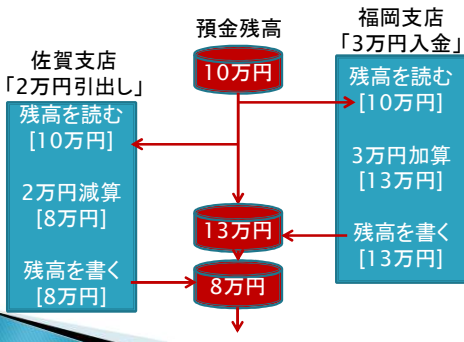 佐賀支店
「2万円引出し」
残高を読む
[10万円]
2万円減算
[8万円]
残高を書く
[8万円]
預金残高
10万円
13万円
8万円
福岡支店
「3万円入金」
残高を読む
[10万円]
3万円加算
[13万円]
残高を書く
[13万円]